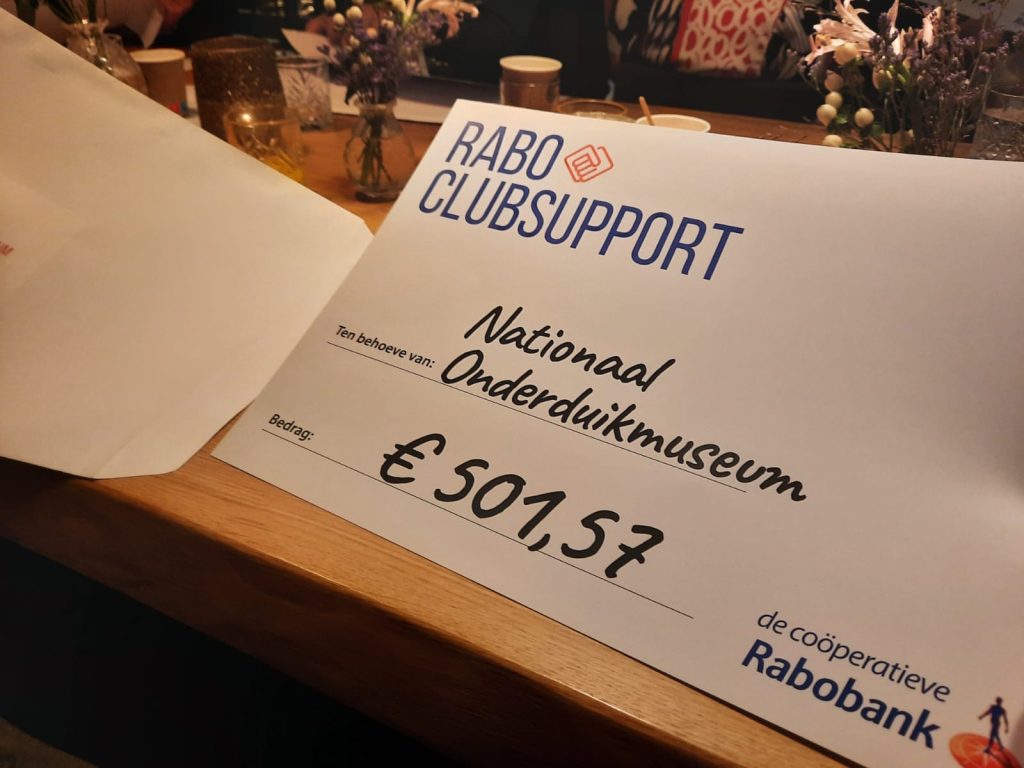 RABO
CLUBSUPPORT
Nationaal
Ten behoeve van: Onderduikmuseum
Bedrag: € 501,57
de coöperatieve
Rabobank